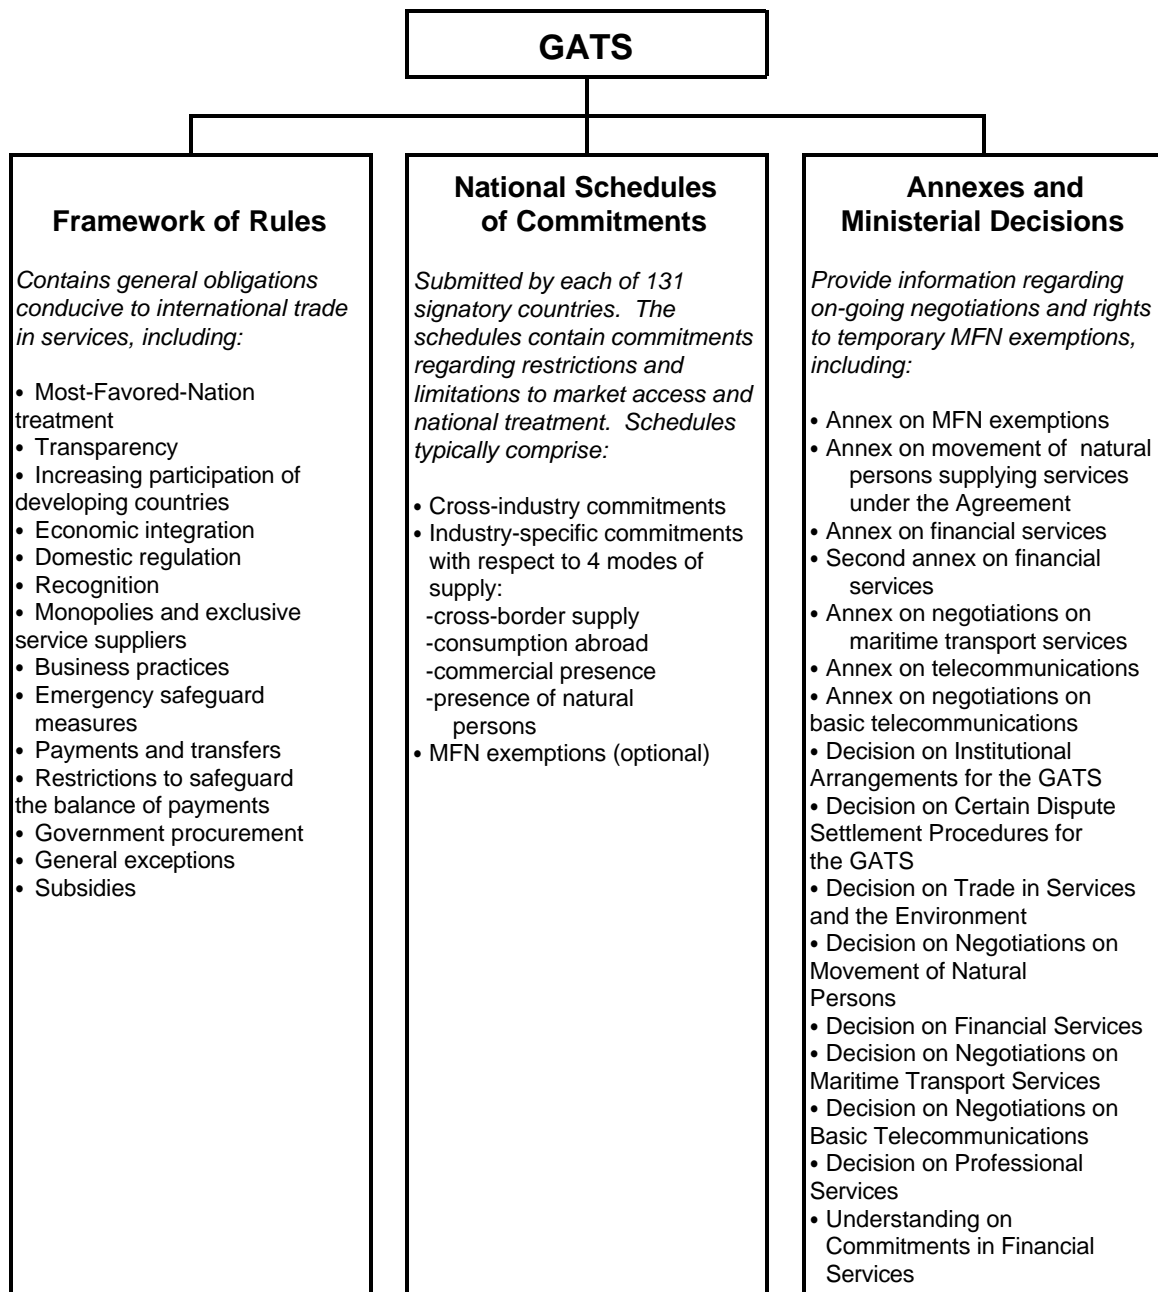 GATS
Framework of Rules
Contains general obligations
conducive to international trade
in services, including:
• Most-Favored-Nation
treatment
• Transparency
• Increasing participation of
developing countries
• Economic integration
• Domestic regulation
• Recognition
• Monopolies and exclusive
service suppliers
• Business practices
• Emergency safeguard
measures
• Payments and transfers
• Restrictions to safeguard
the balance of payments
• Government procurement
• General exceptions
• Subsidies
National Schedules
of Commitments
Submitted by each of 131
signatory countries. The
schedules contain commitments
regarding restrictions and
limitations to market access and
national treatment. Schedules
typically comprise:
• Cross-industry commitments
• Industry-specific commitments
with respect to 4 modes of
supply:
-cross-border supply
-consumption abroad
-commercial presence
-presence of natural
persons
• MFN exemptions (optional)
Annexes and
Ministerial Decisions
Provide information regarding
on-going negotiations and rights
to temporary MFN exemptions,
including:
• Annex on MFN exemptions
• Annex on movement of natural
persons supplying services
under the Agreement
• Annex on financial services
• Second annex on financial
services
• Annex on negotiations on
maritime transport services
• Annex on telecommunications
• Annex on negotiations on
basic telecommunications
• Decision on Institutional
Arrangements for the GATS
• Decision on Certain Dispute
Settlement Procedures for
the GATS
• Decision on Trade in Services
and the Environment
• Decision on Negotiations on
Movement of Natural
Persons
• Decision on Financial Services
• Decision on Negotiations on
Maritime Transport Services
• Decision on Negotiations on
Basic Telecommunications
• Decision on Professional
Services
• Understanding on
Commitments in Financial
Services